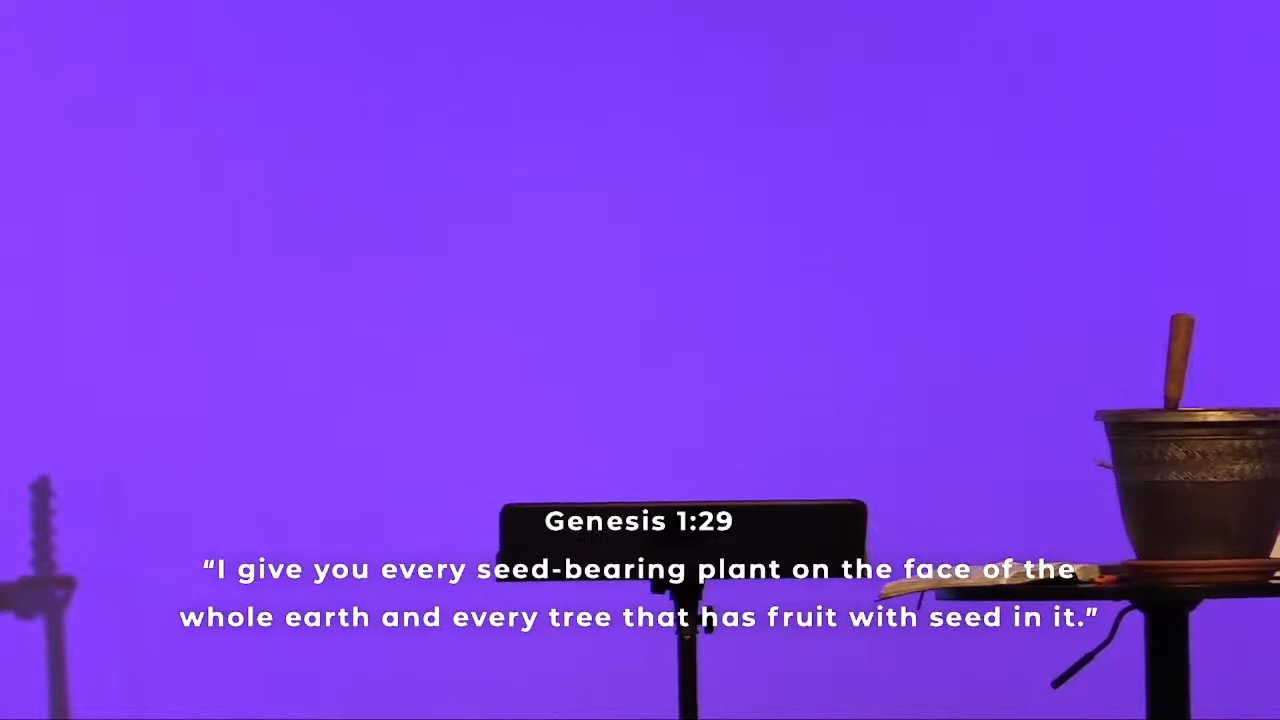 Genesis 1:29
“I give you every seed-bearing plant on the face of the
whole earth and every tree that has fruit with seed in it.”